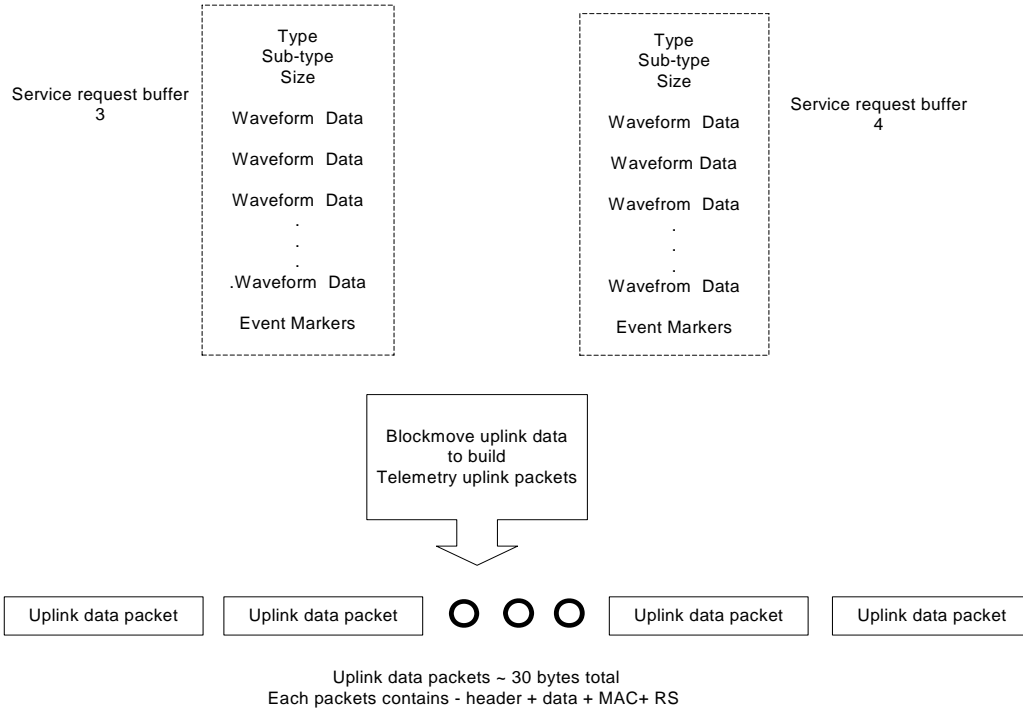 Service request buffer
3
Type
Sub-type
Size
Waveform Data
Waveform Data
Waveform Data
.
.
.
.Waveform Data
Event Markers
Type
Sub-type
Size
Waveform Data
Waveform Data
Wavefrom Data
.
.
.
Wavefrom Data
Event Markers
Service request buffer
4
Blockmove uplink data
to build
Telemetry uplink packets
Uplink data packet
Uplink data packet
Uplink data packet
Uplink data packet
Uplink data packets ~ 30 bytes total
Each packets contains - header + data + MAC+ RS